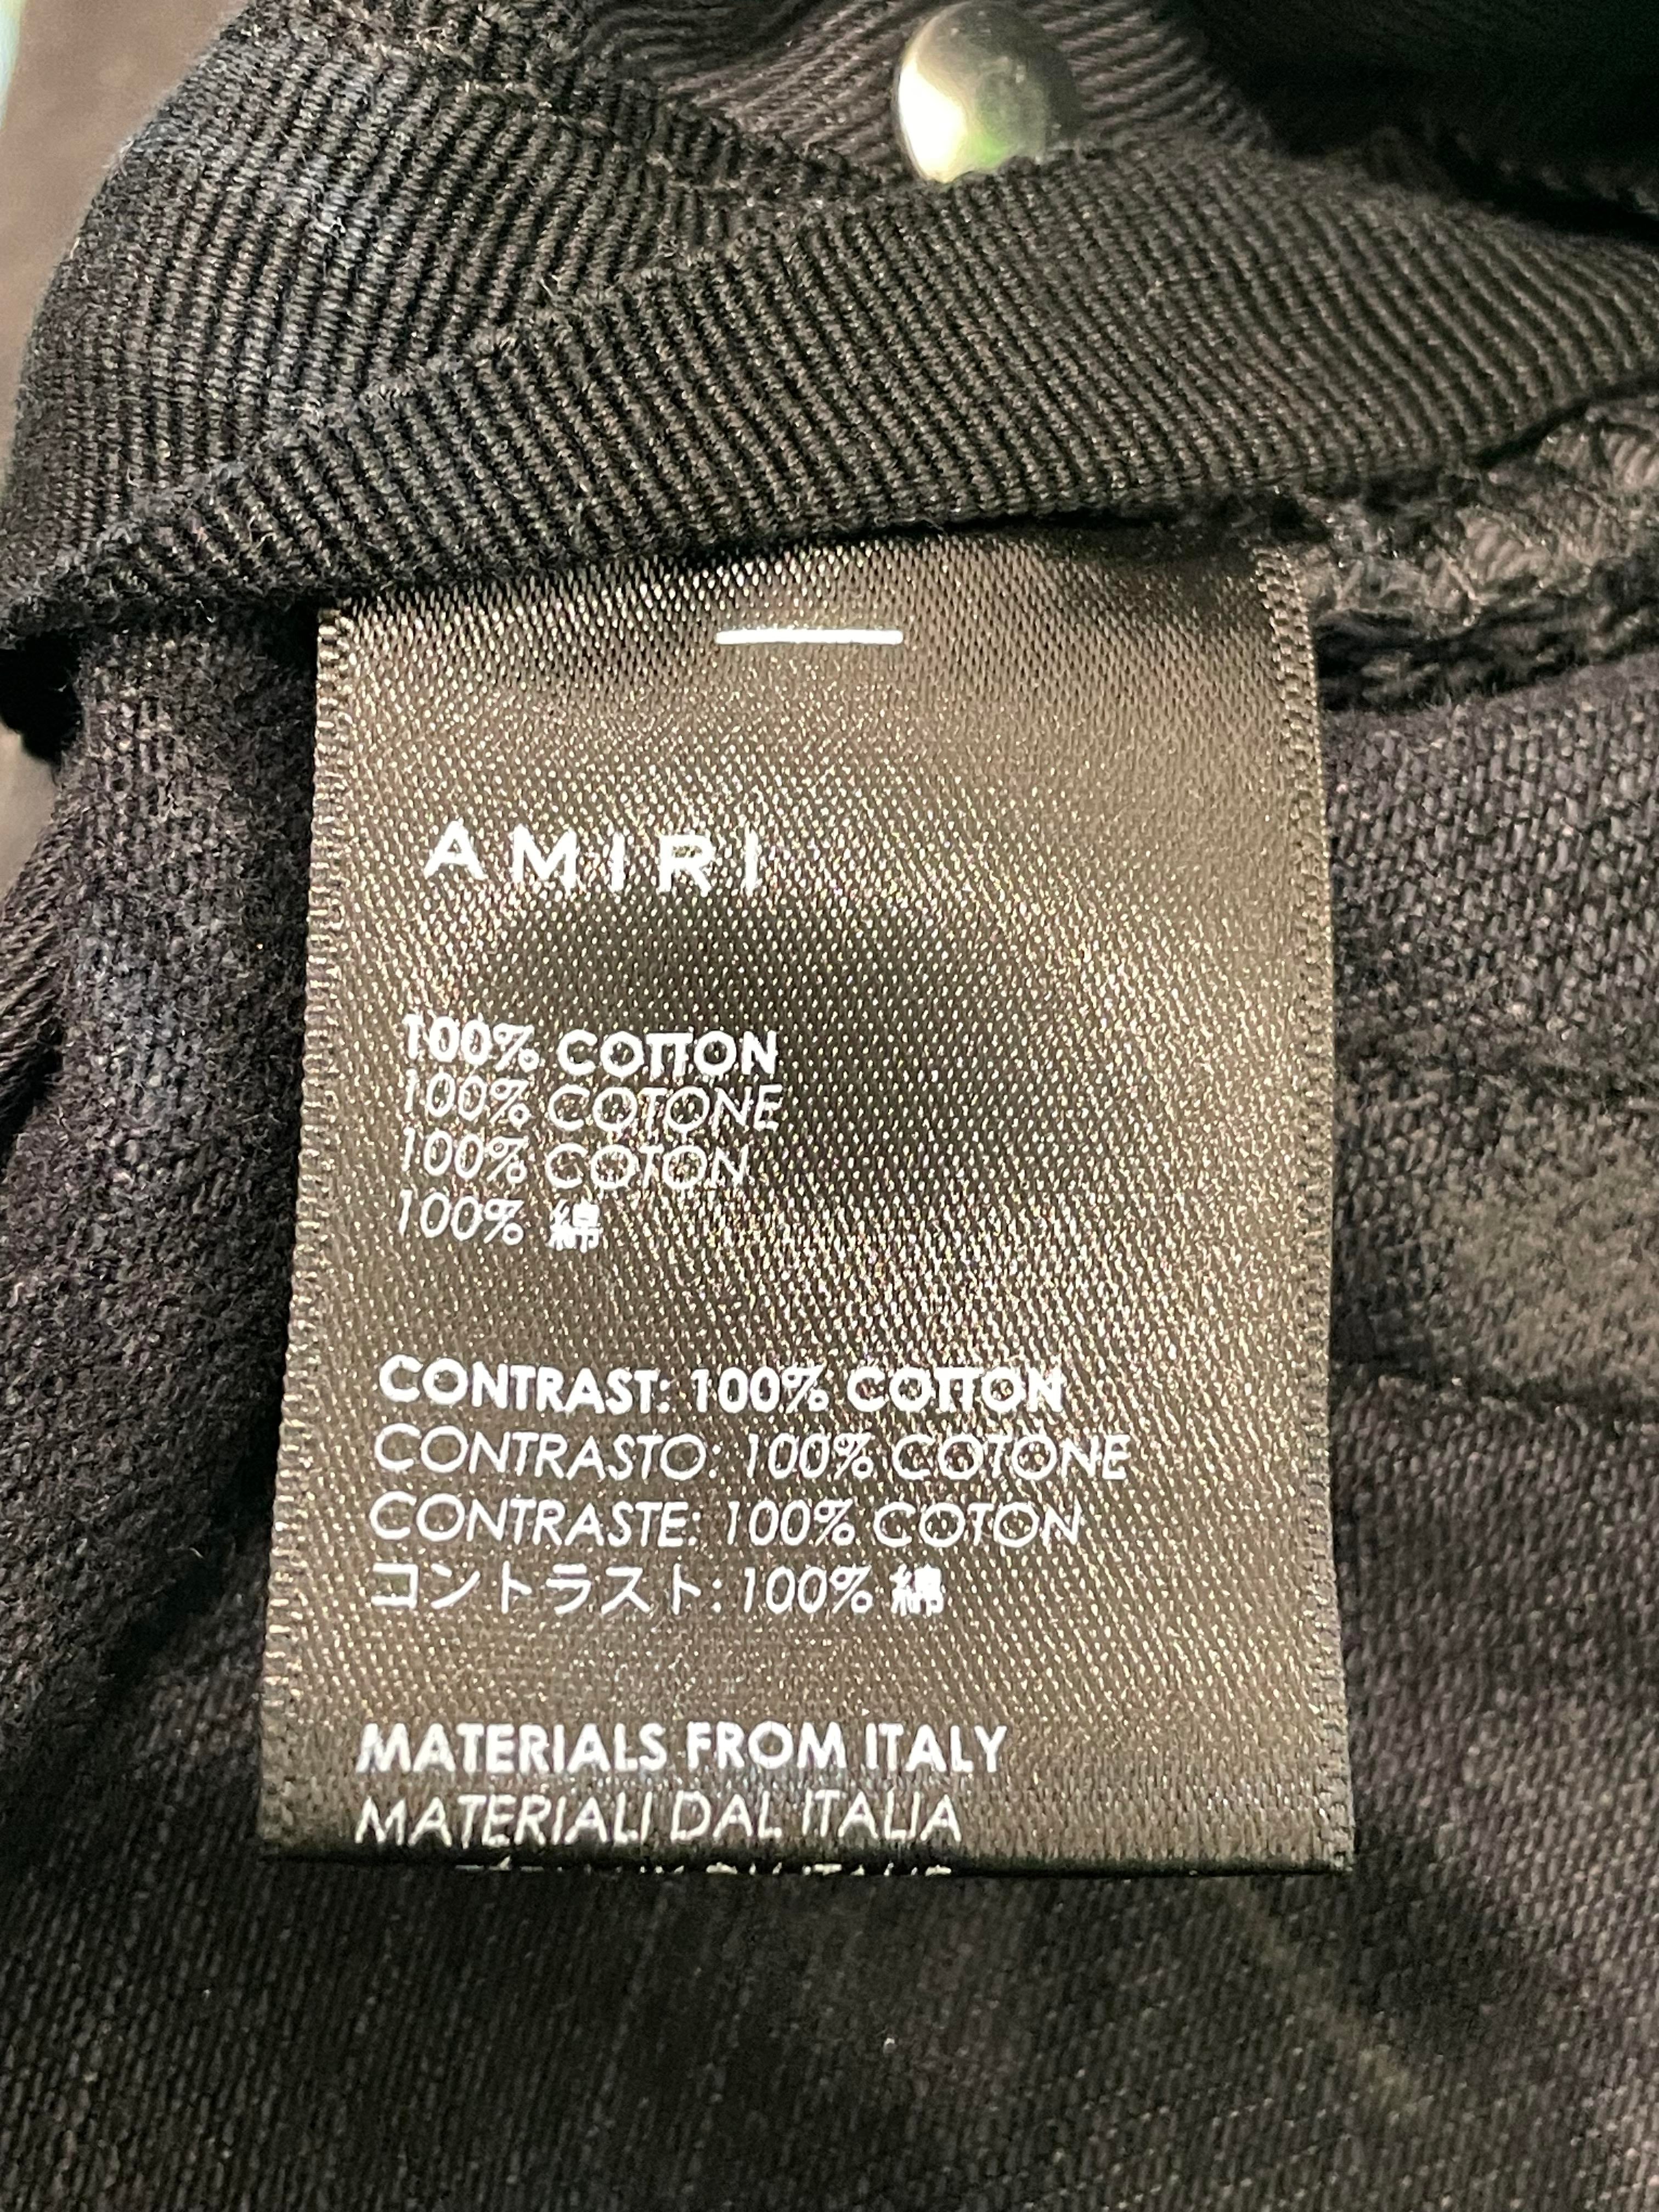 AMIRI
100% COTTON
100% COTONE
100% COTON
100% 綿
CONTRAST: 100% COTTON
CONTRASTO: 100% COTONE
CONTRASTE: 100% COTON
コントラスト: 100% 綿
MATERIALS FROM ITALY
MATERIALI DAL ITALIA